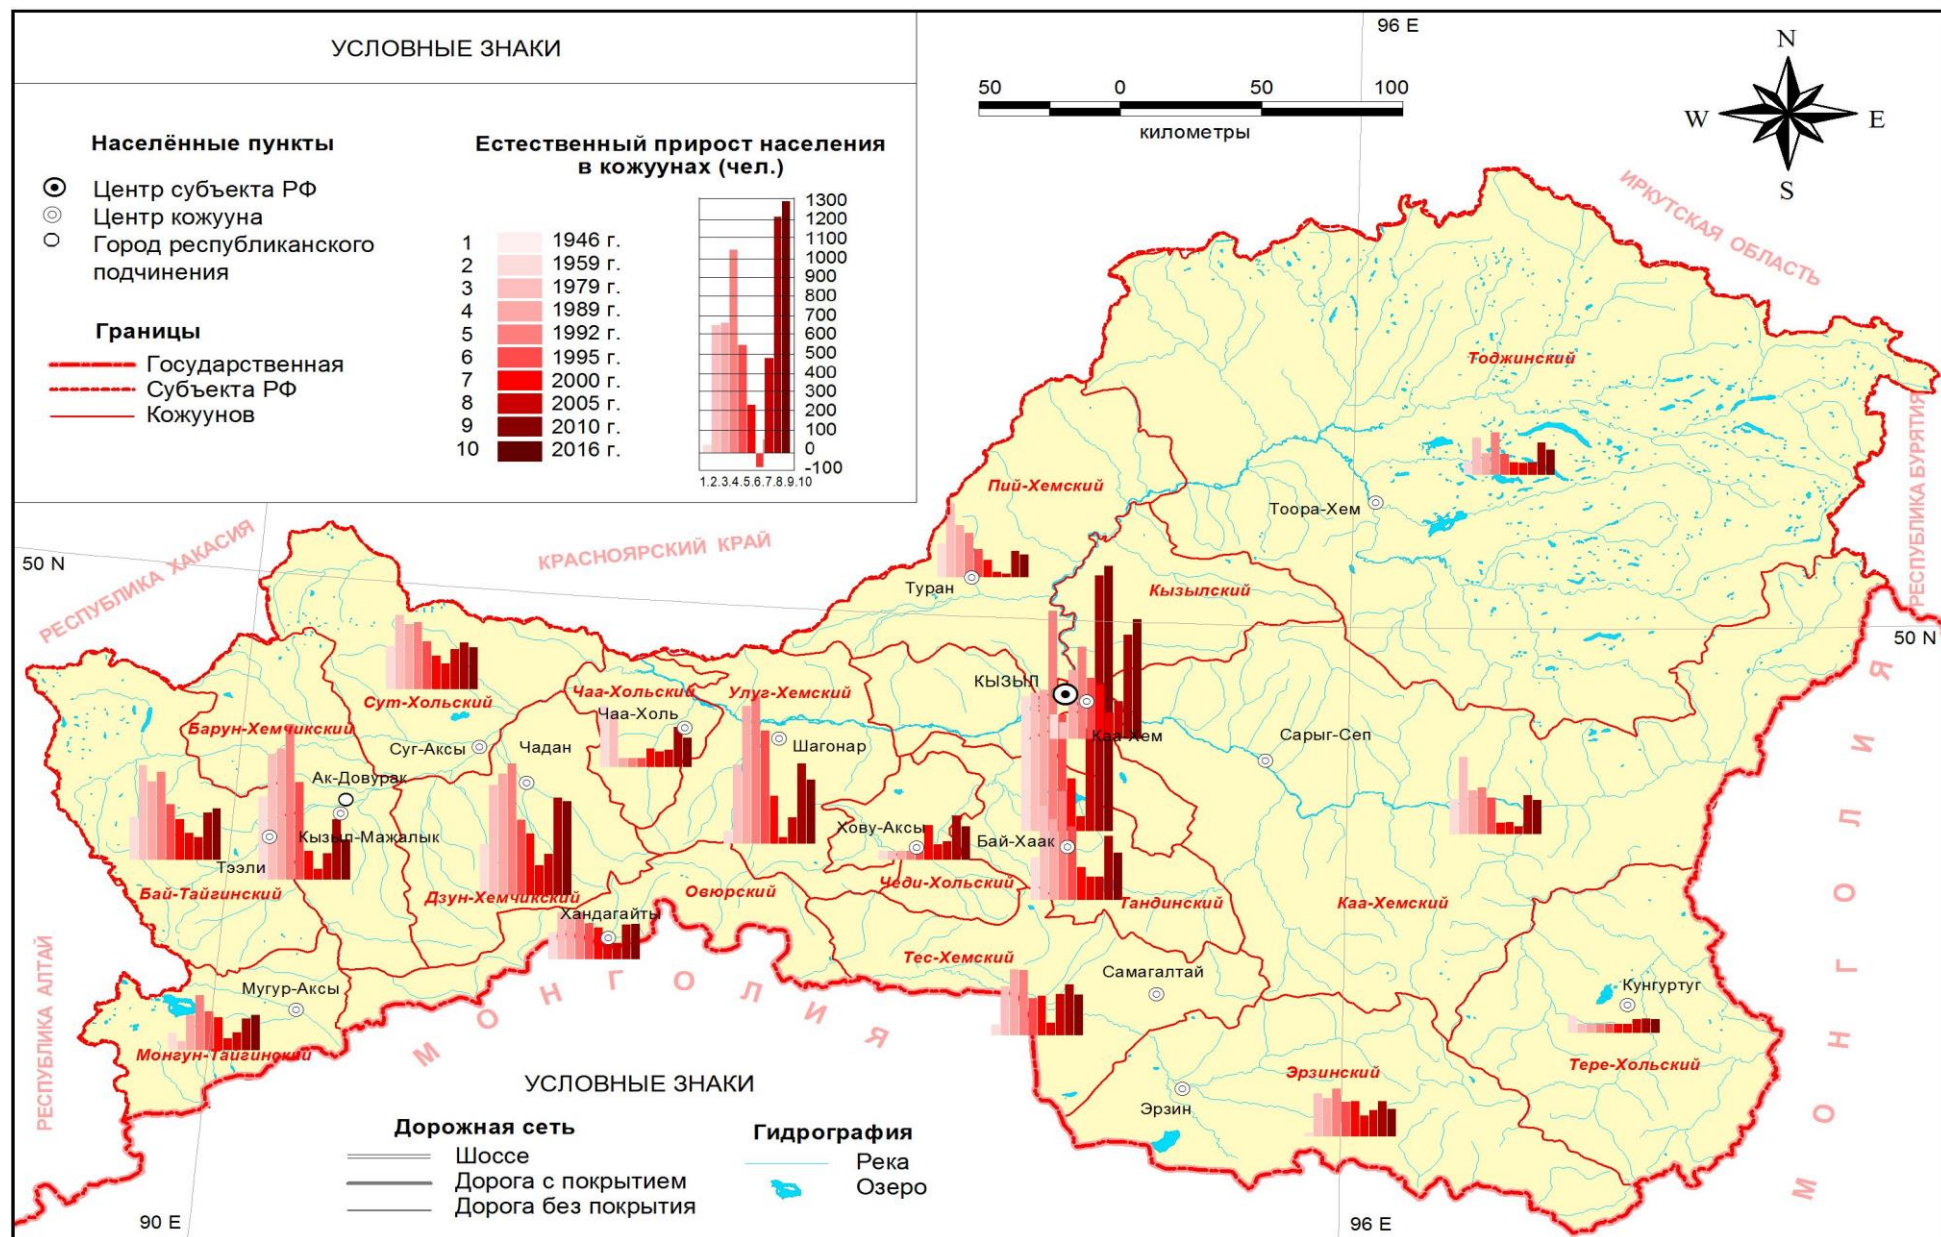 УСЛОВНЫЕ ЗНАКИ
Населённые пункты
Центр субъекта РФ
Центр кожууна
Город республиканского
подчинения
Границы
Государственная
Субъекта РФ
Кожуунов
Естественный прирост населения
в кожуунах (чел.)
1 1946 г.
2 1959 г.
3 1979 г.
4 1989 г.
5 1992 г.
6 1995 г.
7 2000 г.
8 2005 г.
9 2010 г.
10 2016 г.
1300
1200
1100
1000
900
800
700
600
500
400
300
200
100
0
-100
1.2.3.4.5.6.7.8.9.10
96 E
50 0 50 100
километры
N
W E
S
ИРКУТСКАЯ ОБЛАСТЬ
Тоджинский
РЕСПУБЛИКА БУРЯТИЯ
Пий-Хемский
Тоора-Хем
РЕСПУБЛИКА ХАКАСИЯ
КРАСНОЯРСКИЙ КРАЙ
50 N
Туран
Кызылский
50 N
КЫЗЫЛ
Сут-Хольский
Чаа-Хольский
Улуг-Хемский
Барун-Хемчикский
Чаа-Холь
Каа-Хем
Сарыг-Сеп
Суг-Аксы
Чадан
Шагонар
Ак-Довурак
Кызыл-Мажалык
Хову-Аксы
Бай-Хаак
Тээли
Бай-Тайгинский
Дзун-Хемчикский
Овюрский
Чеди-Хольский
Тандинский
Каа-Хемский
Хандагайты
РЕСПУБЛИКА АЛТАЙ
Тес-Хемский
Самагалтай
Мугур-Аксы
Кунгуртуг
МОНГОЛИЯ
МОНГОЛИЯ
Монгун-Тайгинский
Эрзинский
Тере-Хольский
Эрзин
УСЛОВНЫЕ ЗНАКИ
Дорожная сеть
Шоссе
Дорога с покрытием
Дорога без покрытия
Гидрография
Река
Озеро
90 E
96 E